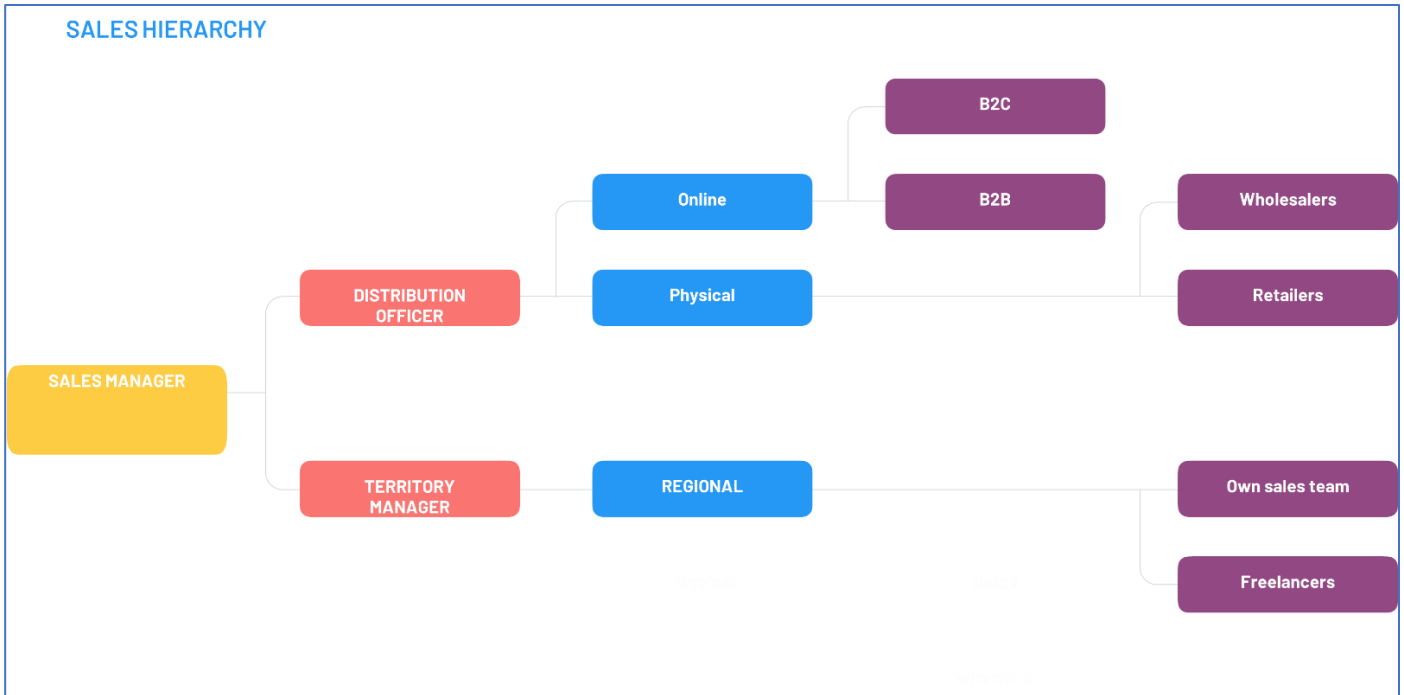 SALES HIERARCHY
B2C
Online
B2B
Wholesalers
DISTRIBUTION
OFFICER
Physical
Retailers
SALES MANAGER
TERRITORY
MANAGER
REGIONAL
Own sales team
Freelancers